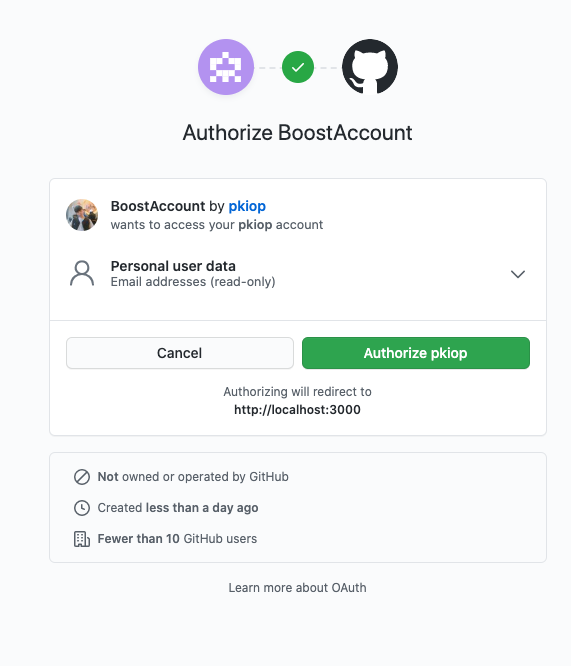 Authorize BoostAccount
BoostAccount by pkiop
wants to access your pkiop account
Personal user data
Email addresses (read-only)
Cancel
Authorize pkiop
Authorizing will redirect to
http://localhost:3000
Not owned or operated by GitHub
Created less than a day ago
Fewer than 10 GitHub users
Learn more about OAuth